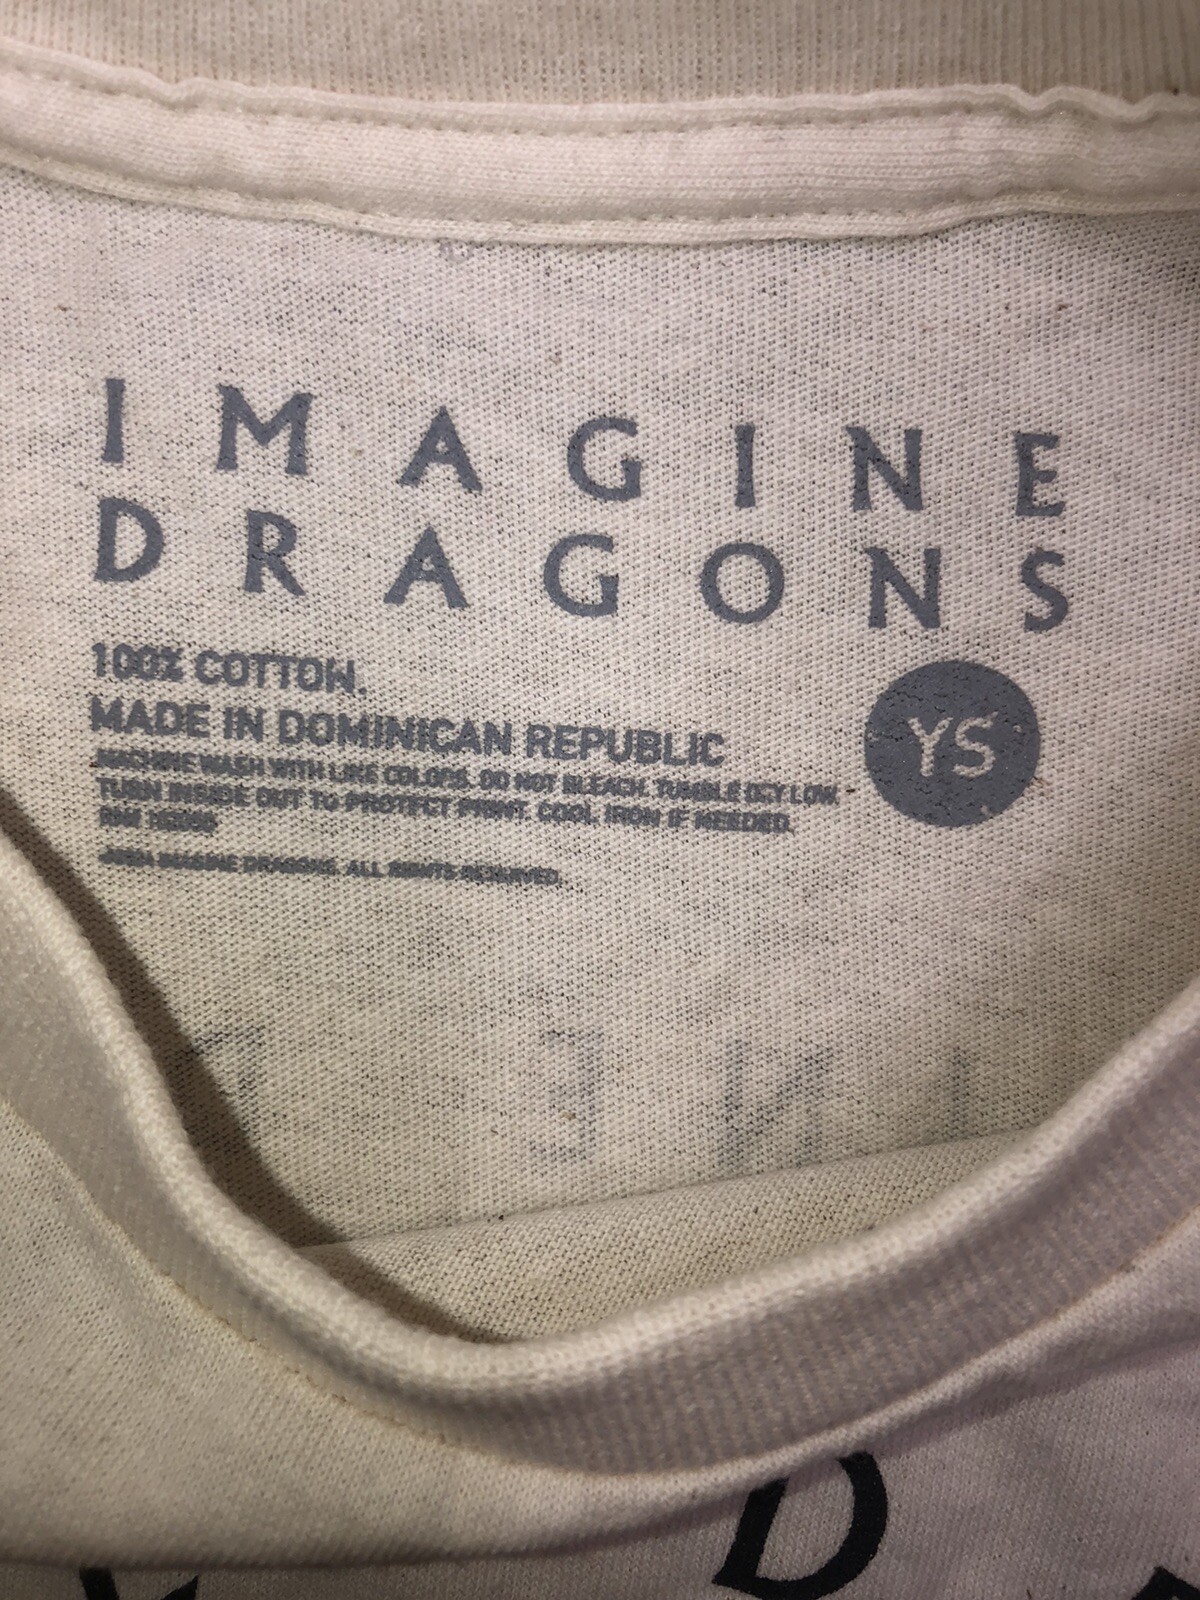 IMAGINE
DRAGONS
100% COTTON.
MADE IN DOMINICAN REPUBLIC
YS
MACHINE WASH WITH LIKE COLORS. DO NOT BLEACH. TUMBLE DRY LOW.
TURN INSIDE OUT TO PROTECT PRINT. COOL IRON IF NEEDED.
RN#
IMAGINE DRAGONS. ALL RIGHTS RESERVED.
D